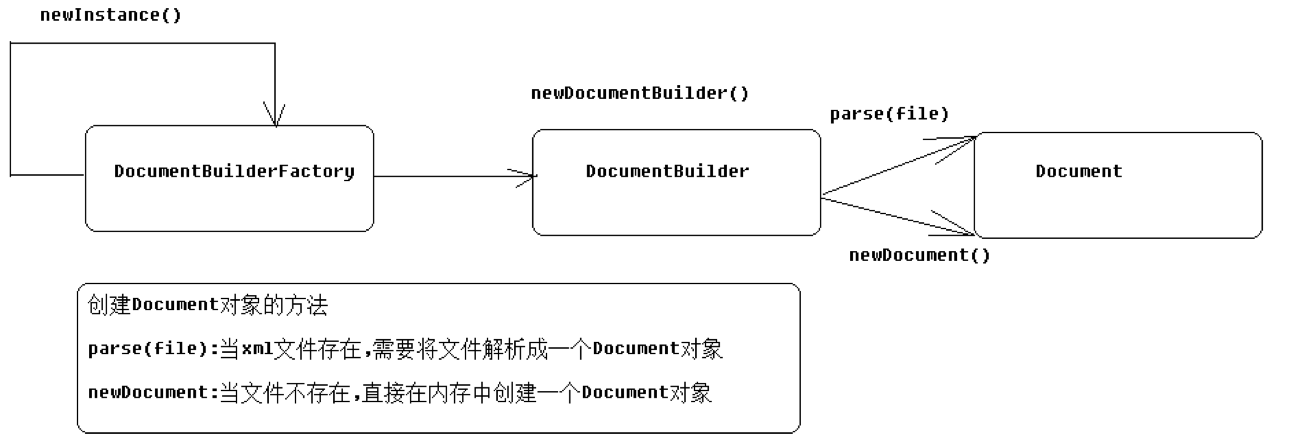 newInstance()
newDocumentBuilder()
parse(file)
DocumentBuilderFactory
DocumentBuilder
Document
newDocument()
创建Document对象的方法
parse(file):当xml文件存在,需要将文件解析成一个Document对象
newDocument:当文件不存在,直接在内存中创建一个Document对象